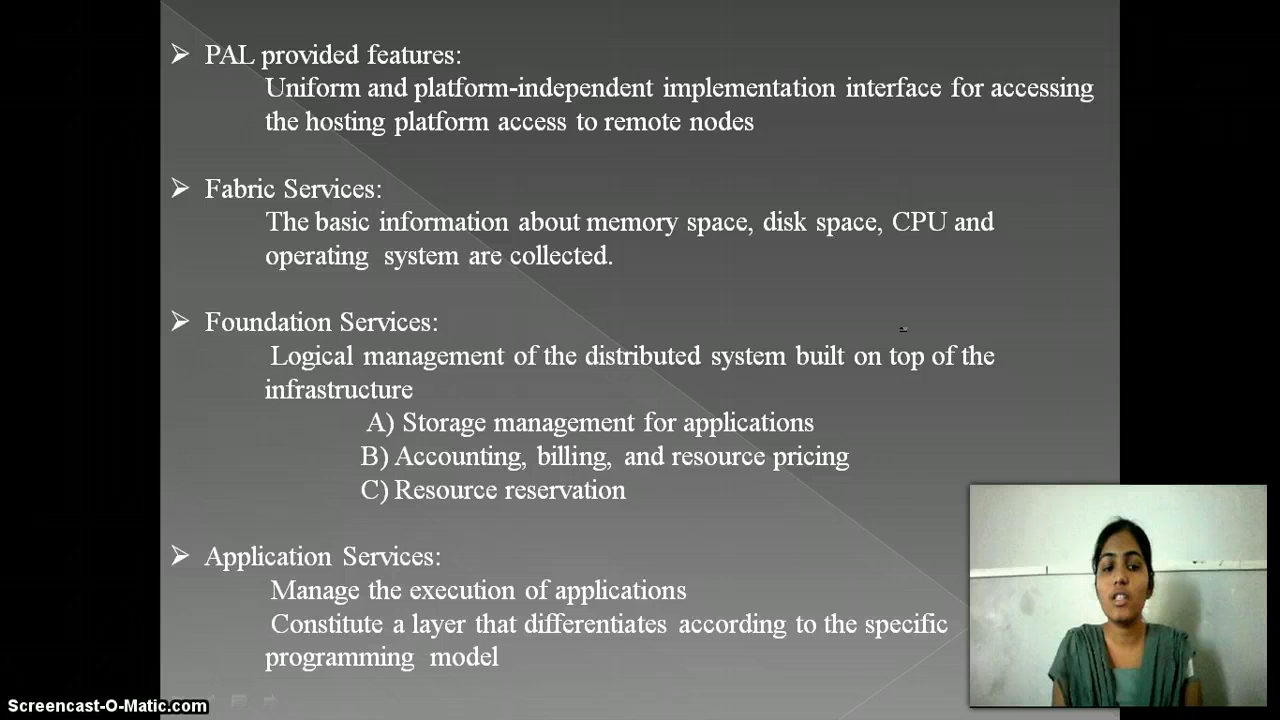 PAL provided features:
Uniform and platform-independent implementation interface for accessing
the hosting platform access to remote nodes
Fabric Services:
The basic information about memory space, disk space, CPU and
operating system are collected.
Foundation Services:
Logical management of the distributed system built on top of the
infrastructure
A) Storage management for applications
B) Accounting, billing, and resource pricing
C) Resource reservation
Application Services:
Manage the execution of applications
Constitute a layer that differentiates according to the specific
programming model
Screencast-O-Matic.com